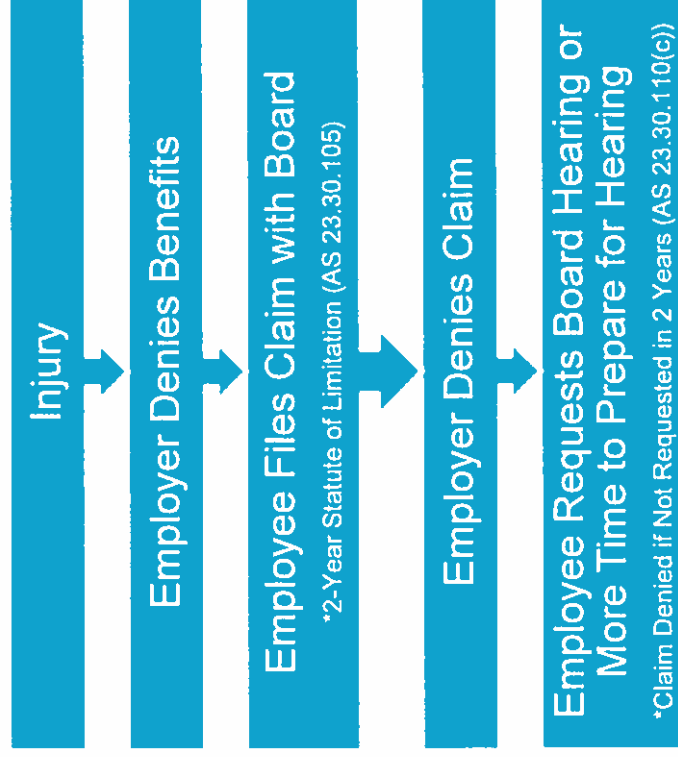 Injury
Employer Denies Benefits
Employee Files Claim with Board
*2-Year Statute of Limitation (AS 23.30.105)
Employer Denies Claim
Employee Requests Board Hearing or
More Time to Prepare for Hearing
*Claim Denied if Not Requested in 2 Years (AS 23.30.110(c))